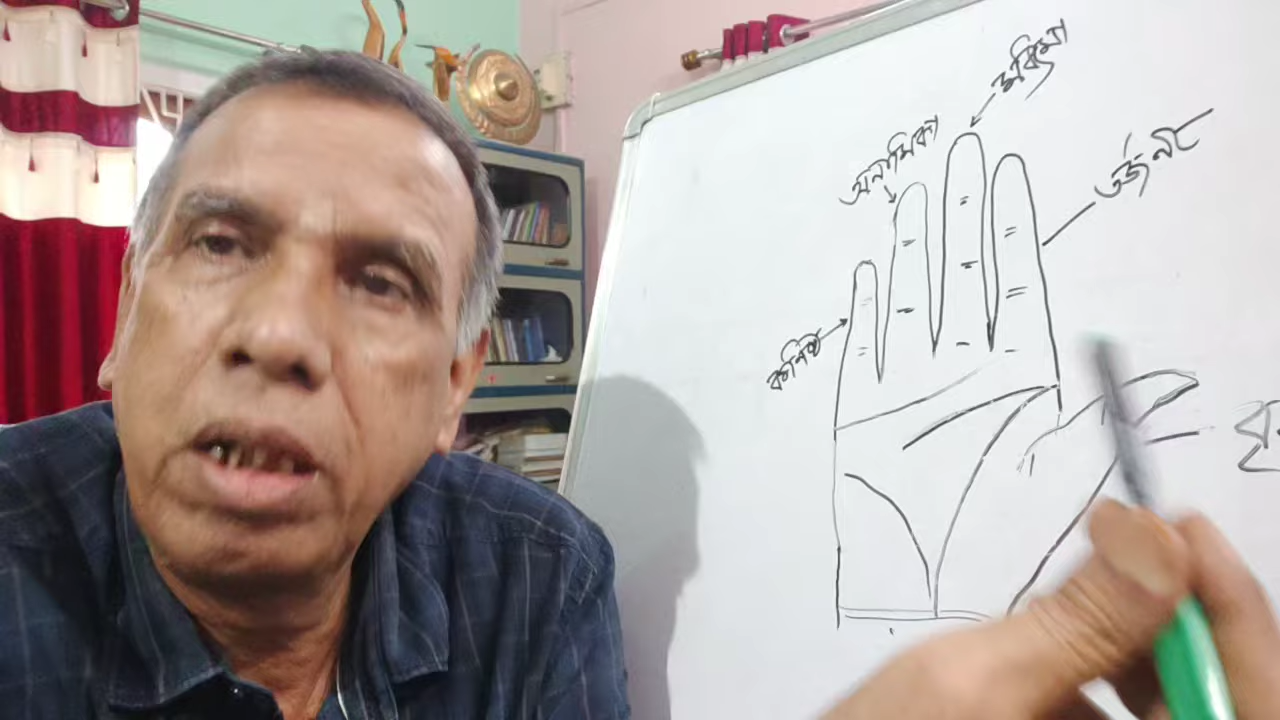 মধ্যমা
অনামিকা
তর্জনী
কনিষ্ঠা